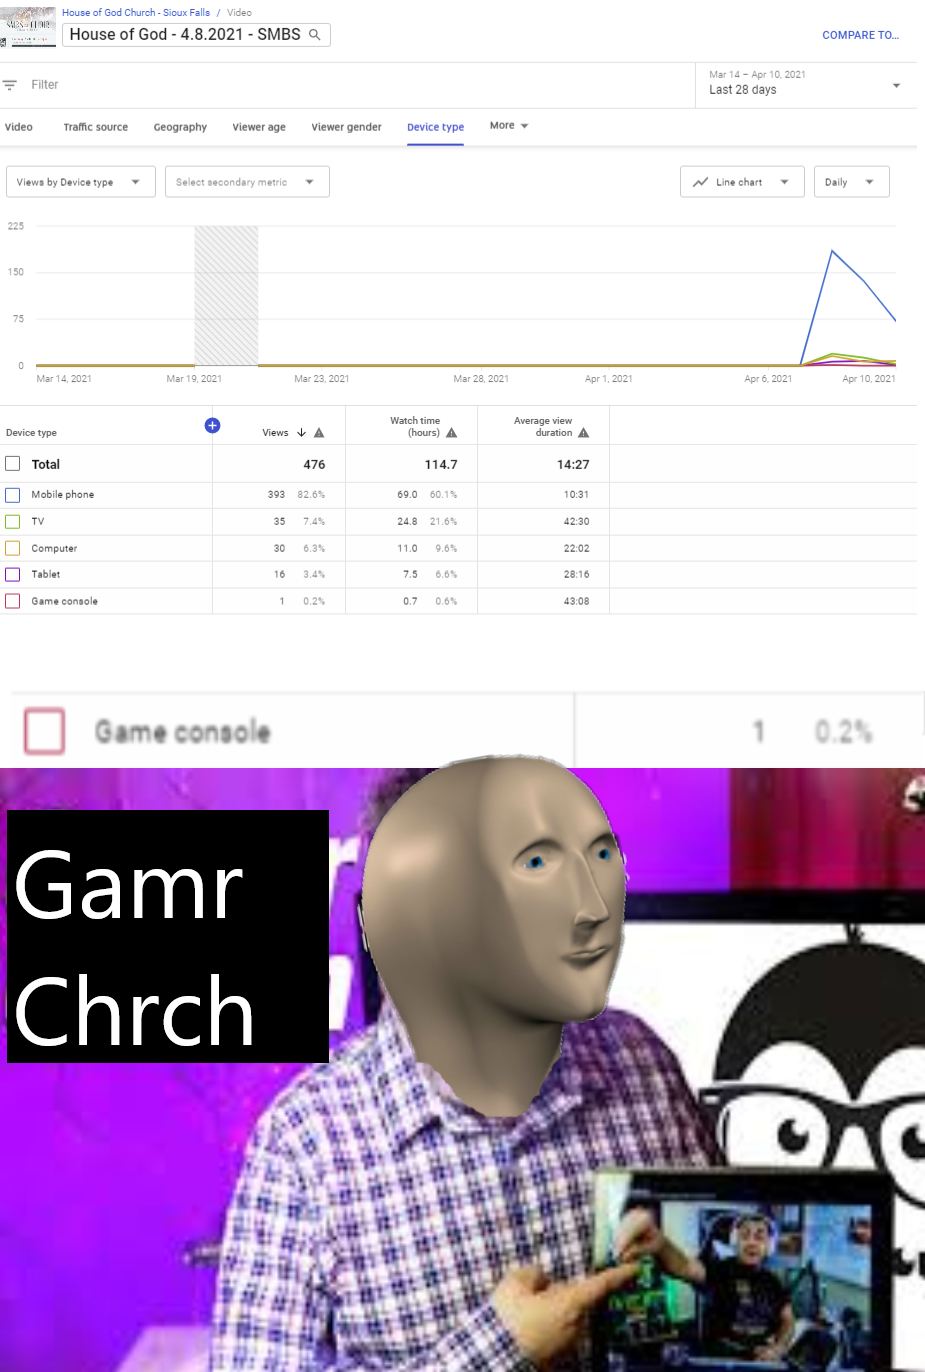 House of God Church - Sioux Falls / Video
House of God - 4.8.2021 - SMBS
COMPARE TO...
Filter
Mar 14 – Apr 10, 2021
Last 28 days
Video Traffic source Geography Viewer age Viewer gender Device type More
Views by Device type Select secondary metric Line chart Daily
225
150
75
0
Mar 14, 2021 Mar 19, 2021 Mar 23, 2021 Mar 28, 2021 Apr 1, 2021 Apr 6, 2021 Apr 10, 2021
Device type Views Watch time (hours) Average view duration
Total 476 114.7 14:27
Mobile phone 393 82.6% 69.0 60.1% 10:31
TV 35 7.4% 24.8 21.6% 42:30
Computer 30 6.3% 11.0 9.6% 22:02
Tablet 16 3.4% 7.5 6.6% 28:16
Game console 1 0.2% 0.7 0.6% 43:08
Game console 1 0.2%
Gamr
Chrch